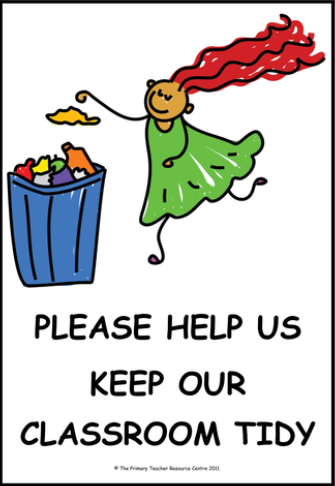 PLEASE HELP US
KEEP OUR
CLASSROOM TIDY
© The Primary Teacher Resource Centre 2011